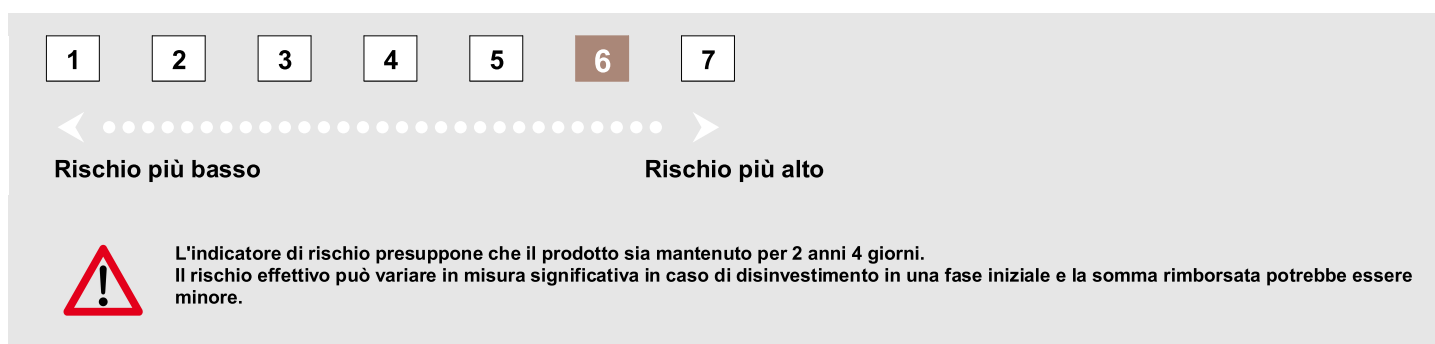 1 2 3 4 5 6 7
Rischio più basso Rischio più alto
L'indicatore di rischio presuppone che il prodotto sia mantenuto per 2 anni 4 giorni.
Il rischio effettivo può variare in misura significativa in caso di disinvestimento in una fase iniziale e la somma rimborsata potrebbe essere
minore.